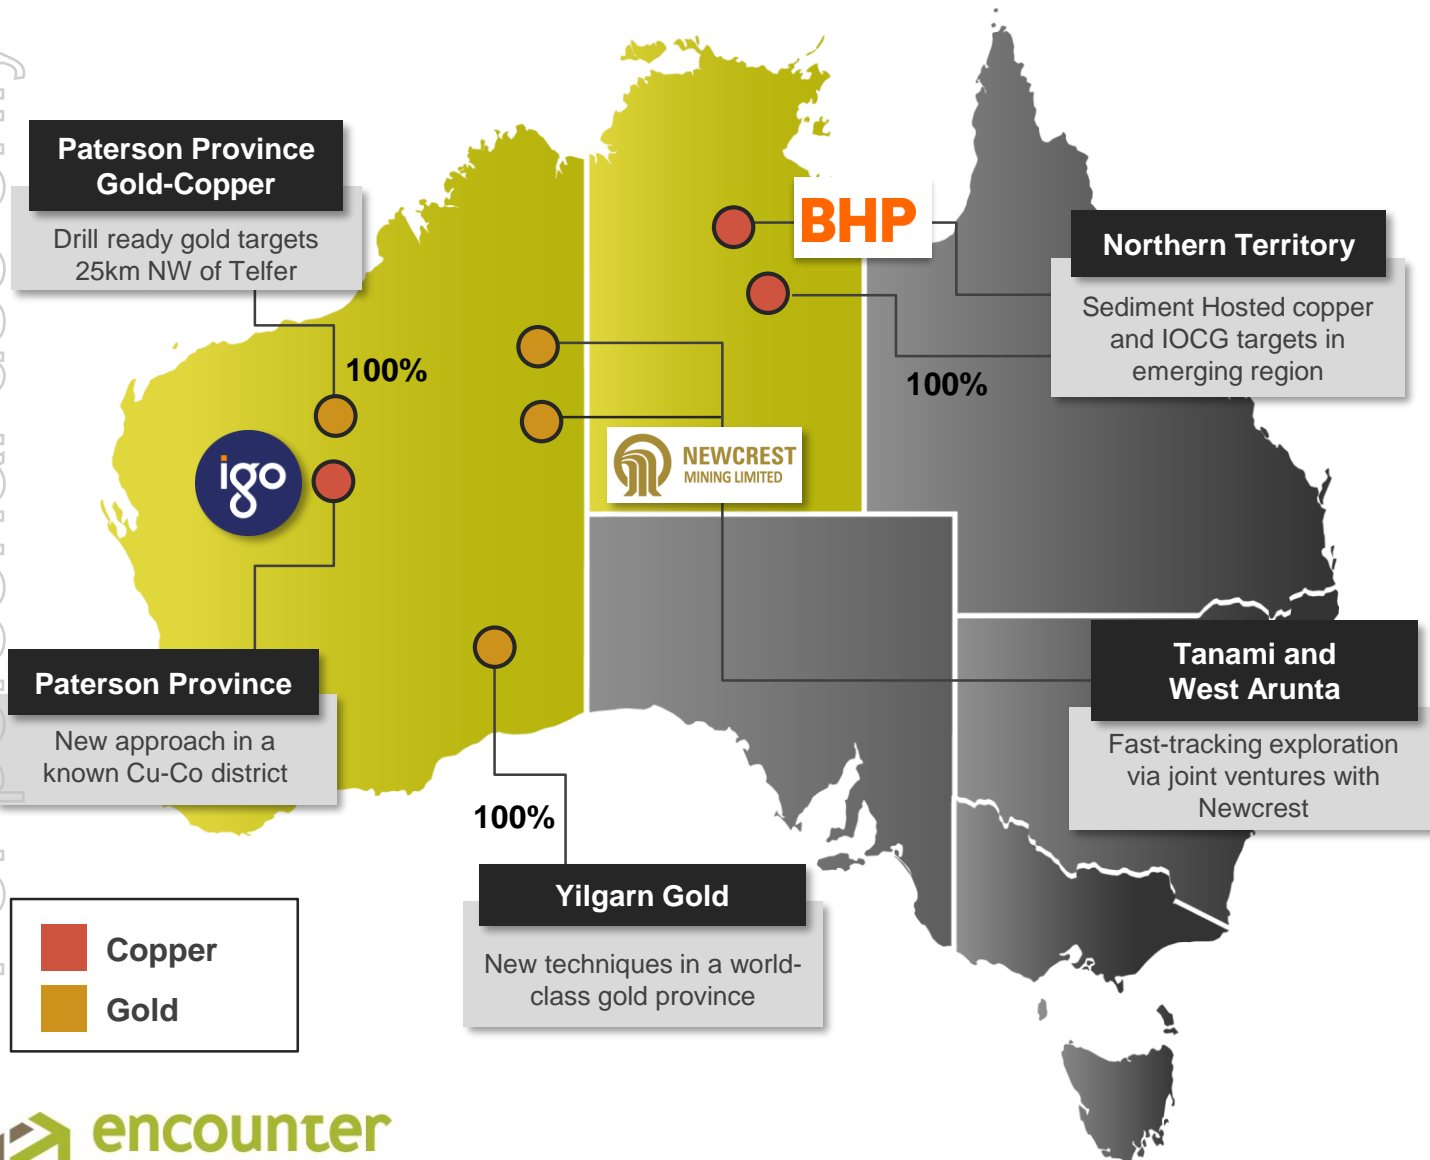 Paterson Province
Gold-Copper
Drill ready gold targets
25km NW of Telfer
100%
igo
Paterson Province
New approach in a
known Cu-Co district
BHP
Northern Territory
Sediment Hosted copper
and IOCG targets in
emerging region
100%
NEWCREST
MINING LIMITED
Tanami and
West Arunta
Fast-tracking exploration
via joint ventures with
Newcrest
100%
Yilgarn Gold
New techniques in a world-
class gold province
Copper
Gold
encounter